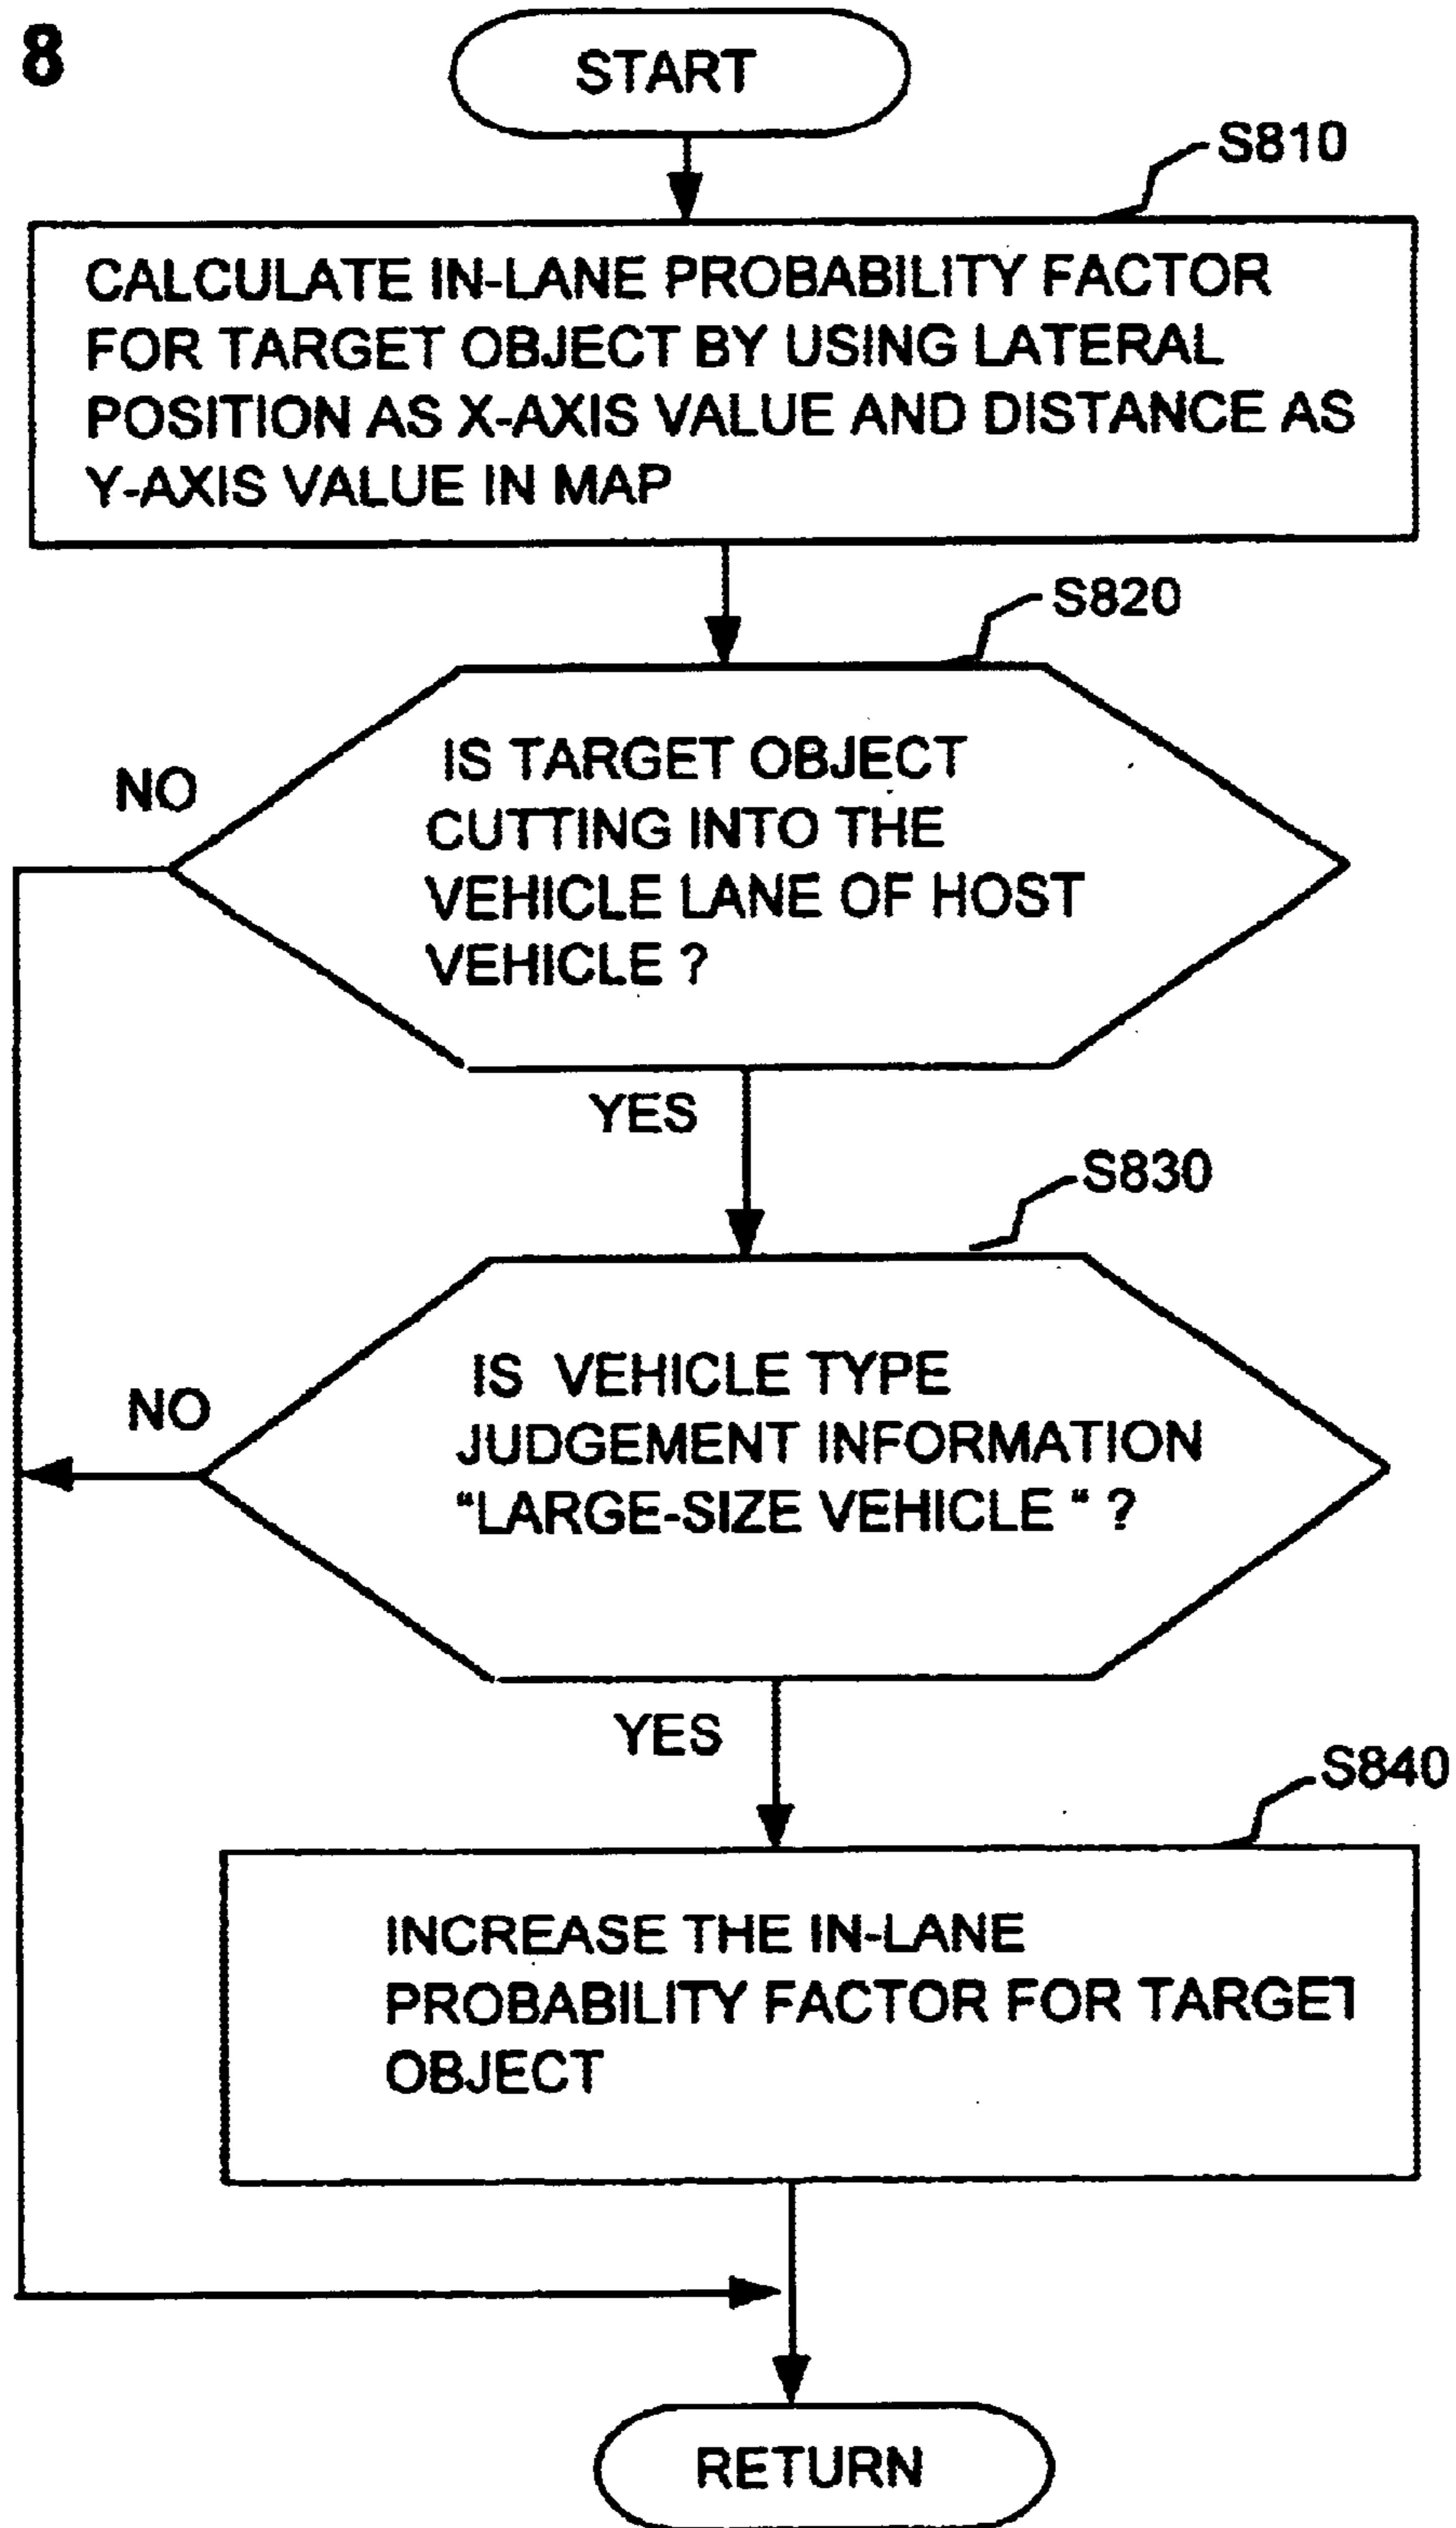 8
START
S810
CALCULATE IN-LANE PROBABILITY FACTOR
FOR TARGET OBJECT BY USING LATERAL
POSITION AS X-AXIS VALUE AND DISTANCE AS
Y-AXIS VALUE IN MAP
S820
IS TARGET OBJECT
CUTTING INTO THE
VEHICLE LANE OF HOST
VEHICLE ?
NO
YES
S830
IS VEHICLE TYPE
JUDGEMENT INFORMATION
“LARGE-SIZE VEHICLE “ ?
NO
YES
S840
INCREASE THE IN-LANE
PROBABILITY FACTOR FOR TARGET
OBJECT
RETURN